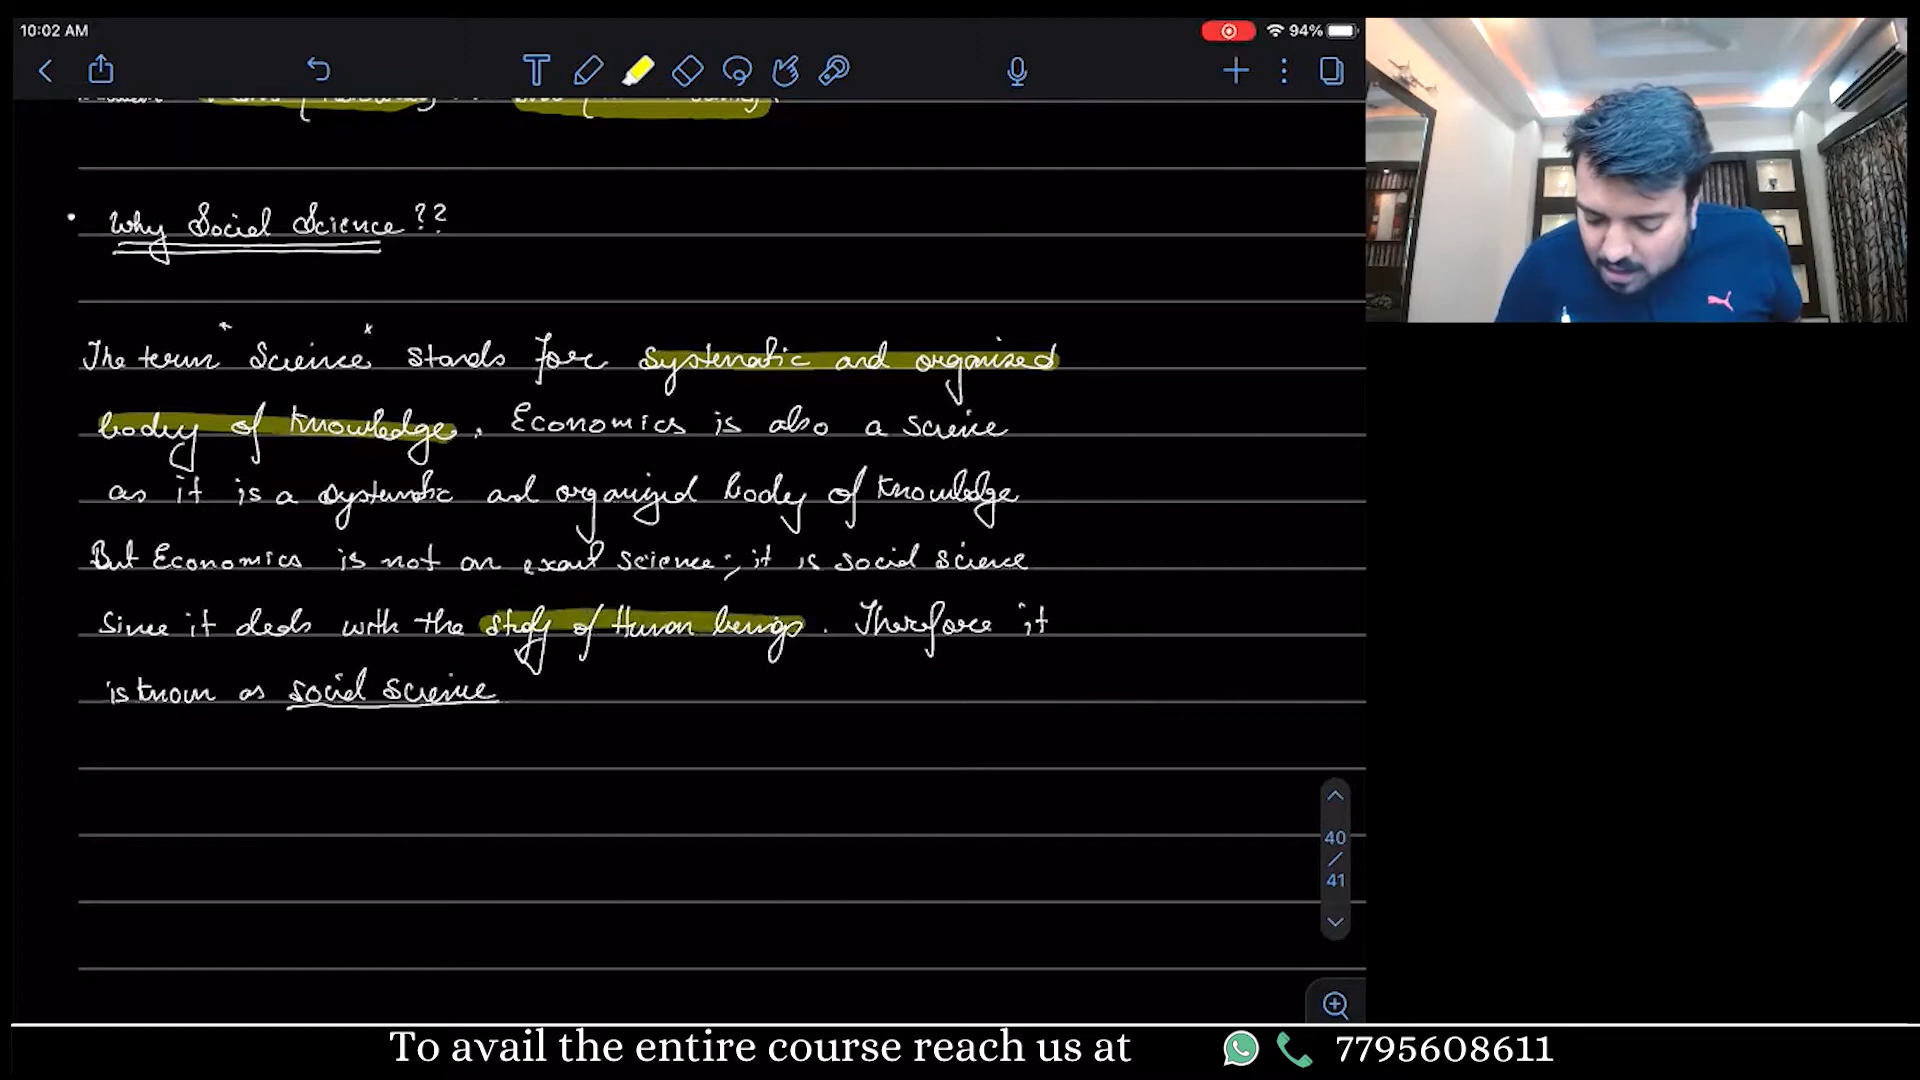 10:02 AM
94%
Why Social Science ??
The term "Science" stands for systematic and organised
body of knowledge. Economics is also a science
as it is a systematic and organized body of knowledge
But Economics is not an exact science; it is social science
Since it deals with the study of Human beings. Therefore it
is known as social science
40
/
41
To avail the entire course reach us at 7795608611